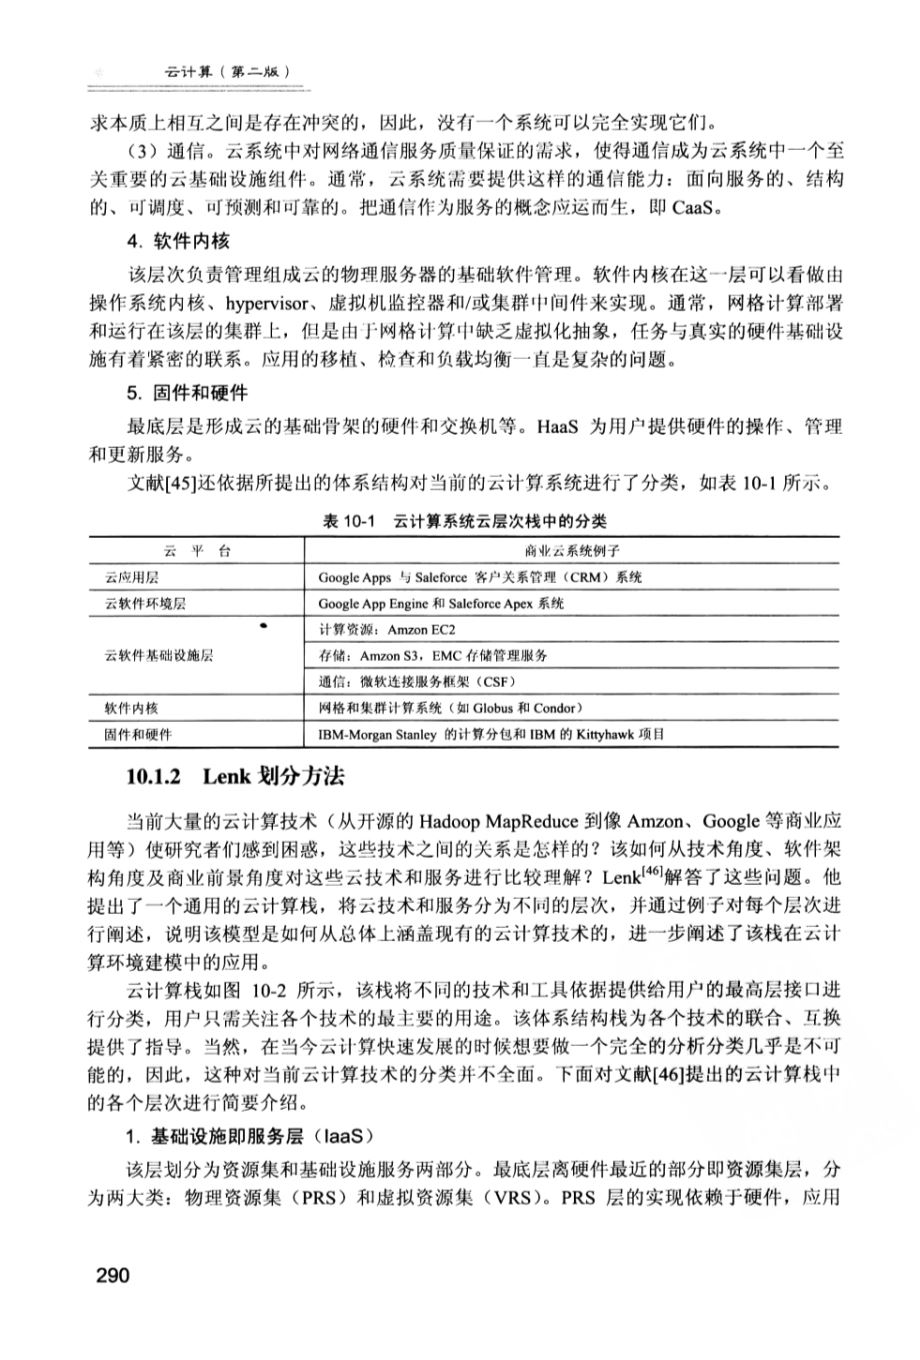 云计算（第二版）
求本质上相互之间是存在冲突的，因此，没有一个系统可以完全实现它们。
（3）通信。云系统中对网络通信服务质量保证的需求，使得通信成为云系统中一个至
关重要的云基础设施组件。通常，云系统需要提供这样的通信能力：面向服务的、结构
的、可调度、可预测和可靠的。把通信作为服务的概念应运而生，即 CaaS。
4. 软件内核
该层次负责管理组成云的物理服务器的基础软件管理。软件内核在这一层可以看做由
操作系统内核、hypervisor、虚拟机监控器和/或集群中间件来实现。通常，网格计算部署
和运行在该层的集群上，但是由于网格计算中缺乏虚拟化抽象，任务与真实的硬件基础设
施有着紧密的联系。应用的移植、检查和负载均衡一直是复杂的问题。
5. 固件和硬件
最底层是形成云的基础骨架的硬件和交换机等。HaaS 为用户提供硬件的操作、管理
和更新服务。
文献[45]还依据所提出的体系结构对当前的云计算系统进行了分类，如表 10-1 所示。
表 10-1 云计算系统云层次栈中的分类
云 平 台 商业云系统例子
云应用层 Google Apps 与 Saleforce 客户关系管理（CRM）系统
云软件环境层 Google App Engine 和 Saleforce Apex 系统
计算资源：Amzon EC2
云软件基础设施层 存储：Amzon S3，EMC 存储管理服务
通信：微软连接服务框架（CSF）
软件内核 网格和集群计算系统（如 Globus 和 Condor）
固件和硬件 IBM-Morgan Stanley 的计算分包和 IBM 的 Kittyhawk 项目
10.1.2 Lenk 划分方法
当前大量的云计算技术（从开源的 Hadoop MapReduce 到像 Amzon、Google 等商业应
用等）使研究者们感到困惑，这些技术之间的关系是怎样的？该如何从技术角度、软件架
构角度及商业前景角度对这些云技术和服务进行比较理解？Lenk[46]解答了这些问题。他
提出了一个通用的云计算栈，将云技术和服务分为不同的层次，并通过例子对每个层次进
行阐述，说明该模型是如何从总体上涵盖现有的云计算技术的，进一步阐述了该栈在云计
算环境建模中的应用。
云计算栈如图 10-2 所示，该栈将不同的技术和工具依据提供给用户的最高层接口进
行分类，用户只需关注各个技术的最主要的用途。该体系结构栈为各个技术的联合、互换
提供了指导。当然，在当今云计算快速发展的时候想要做一个完全的分析分类几乎是不可
能的，因此，这种对当前云计算技术的分类并不全面。下面对文献[46]提出的云计算栈中
的各个层次进行简要介绍。
1. 基础设施即服务层（IaaS）
该层划分为资源集和基础设施服务两部分。最底层离硬件最近的部分即资源集层，分
为两大类：物理资源集（PRS）和虚拟资源集（VRS）。PRS 层的实现依赖于硬件，应用
290